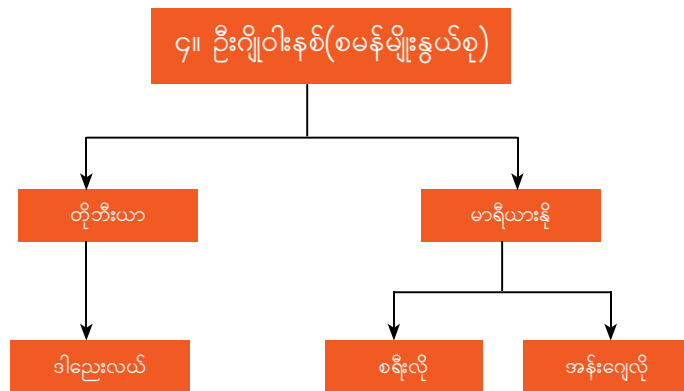 ၄။ ဦးဂျိုဝါးနစ်(စမန်မျိုးနွယ်စု)
တိုဘီးယာ
မာရီယားနို
ဒါညေးလယ်
စရီးလို
အန်းဂျေလို